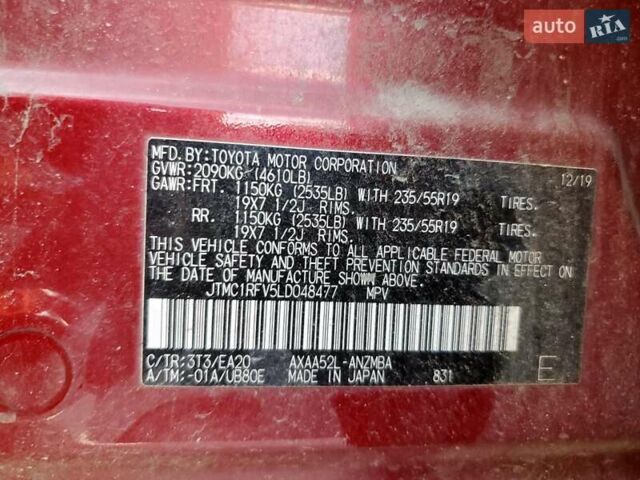 auto RIA .com
MFD.BY:TOYOTA MOTOR CORPORATION 12/19
GVWR:2090KG (4610LB)
GAWR:FRT. 1150KG (2535LB) WITH 235/55R19 TIRES.
19X7 1/2J RIMS.
RR. 1150KG (2535LB) WITH 235/55R19 TIRES.
19X7 1/2J RIMS.
THIS VEHICLE CONFORMS TO ALL APPLICABLE FEDERAL MOTOR
VEHICLE SAFETY AND THEFT PREVENTION STANDARDS IN EFFECT
ON THE DATE OF MANUFACTURE SHOWN ABOVE.
JTMC1RFV5LD048477 MPV
C/TR:3T3/EA20 AXAA52L-ANZMBA
A/TM:-01A/UB80E MADE IN JAPAN 831 E